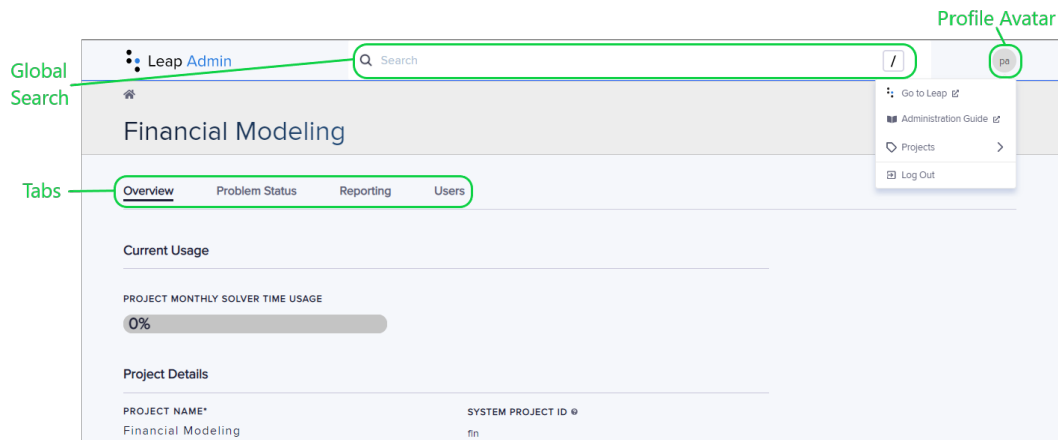 Profile Avatar
Leap Admin
Search
/
pa
Global
Search
Go to Leap
Administration Guide
Financial Modeling
Projects
Log Out
Tabs
Overview Problem Status Reporting Users
Current Usage
PROJECT MONTHLY SOLVER TIME USAGE
0%
Project Details
PROJECT NAME* SYSTEM PROJECT ID
Financial Modeling fin